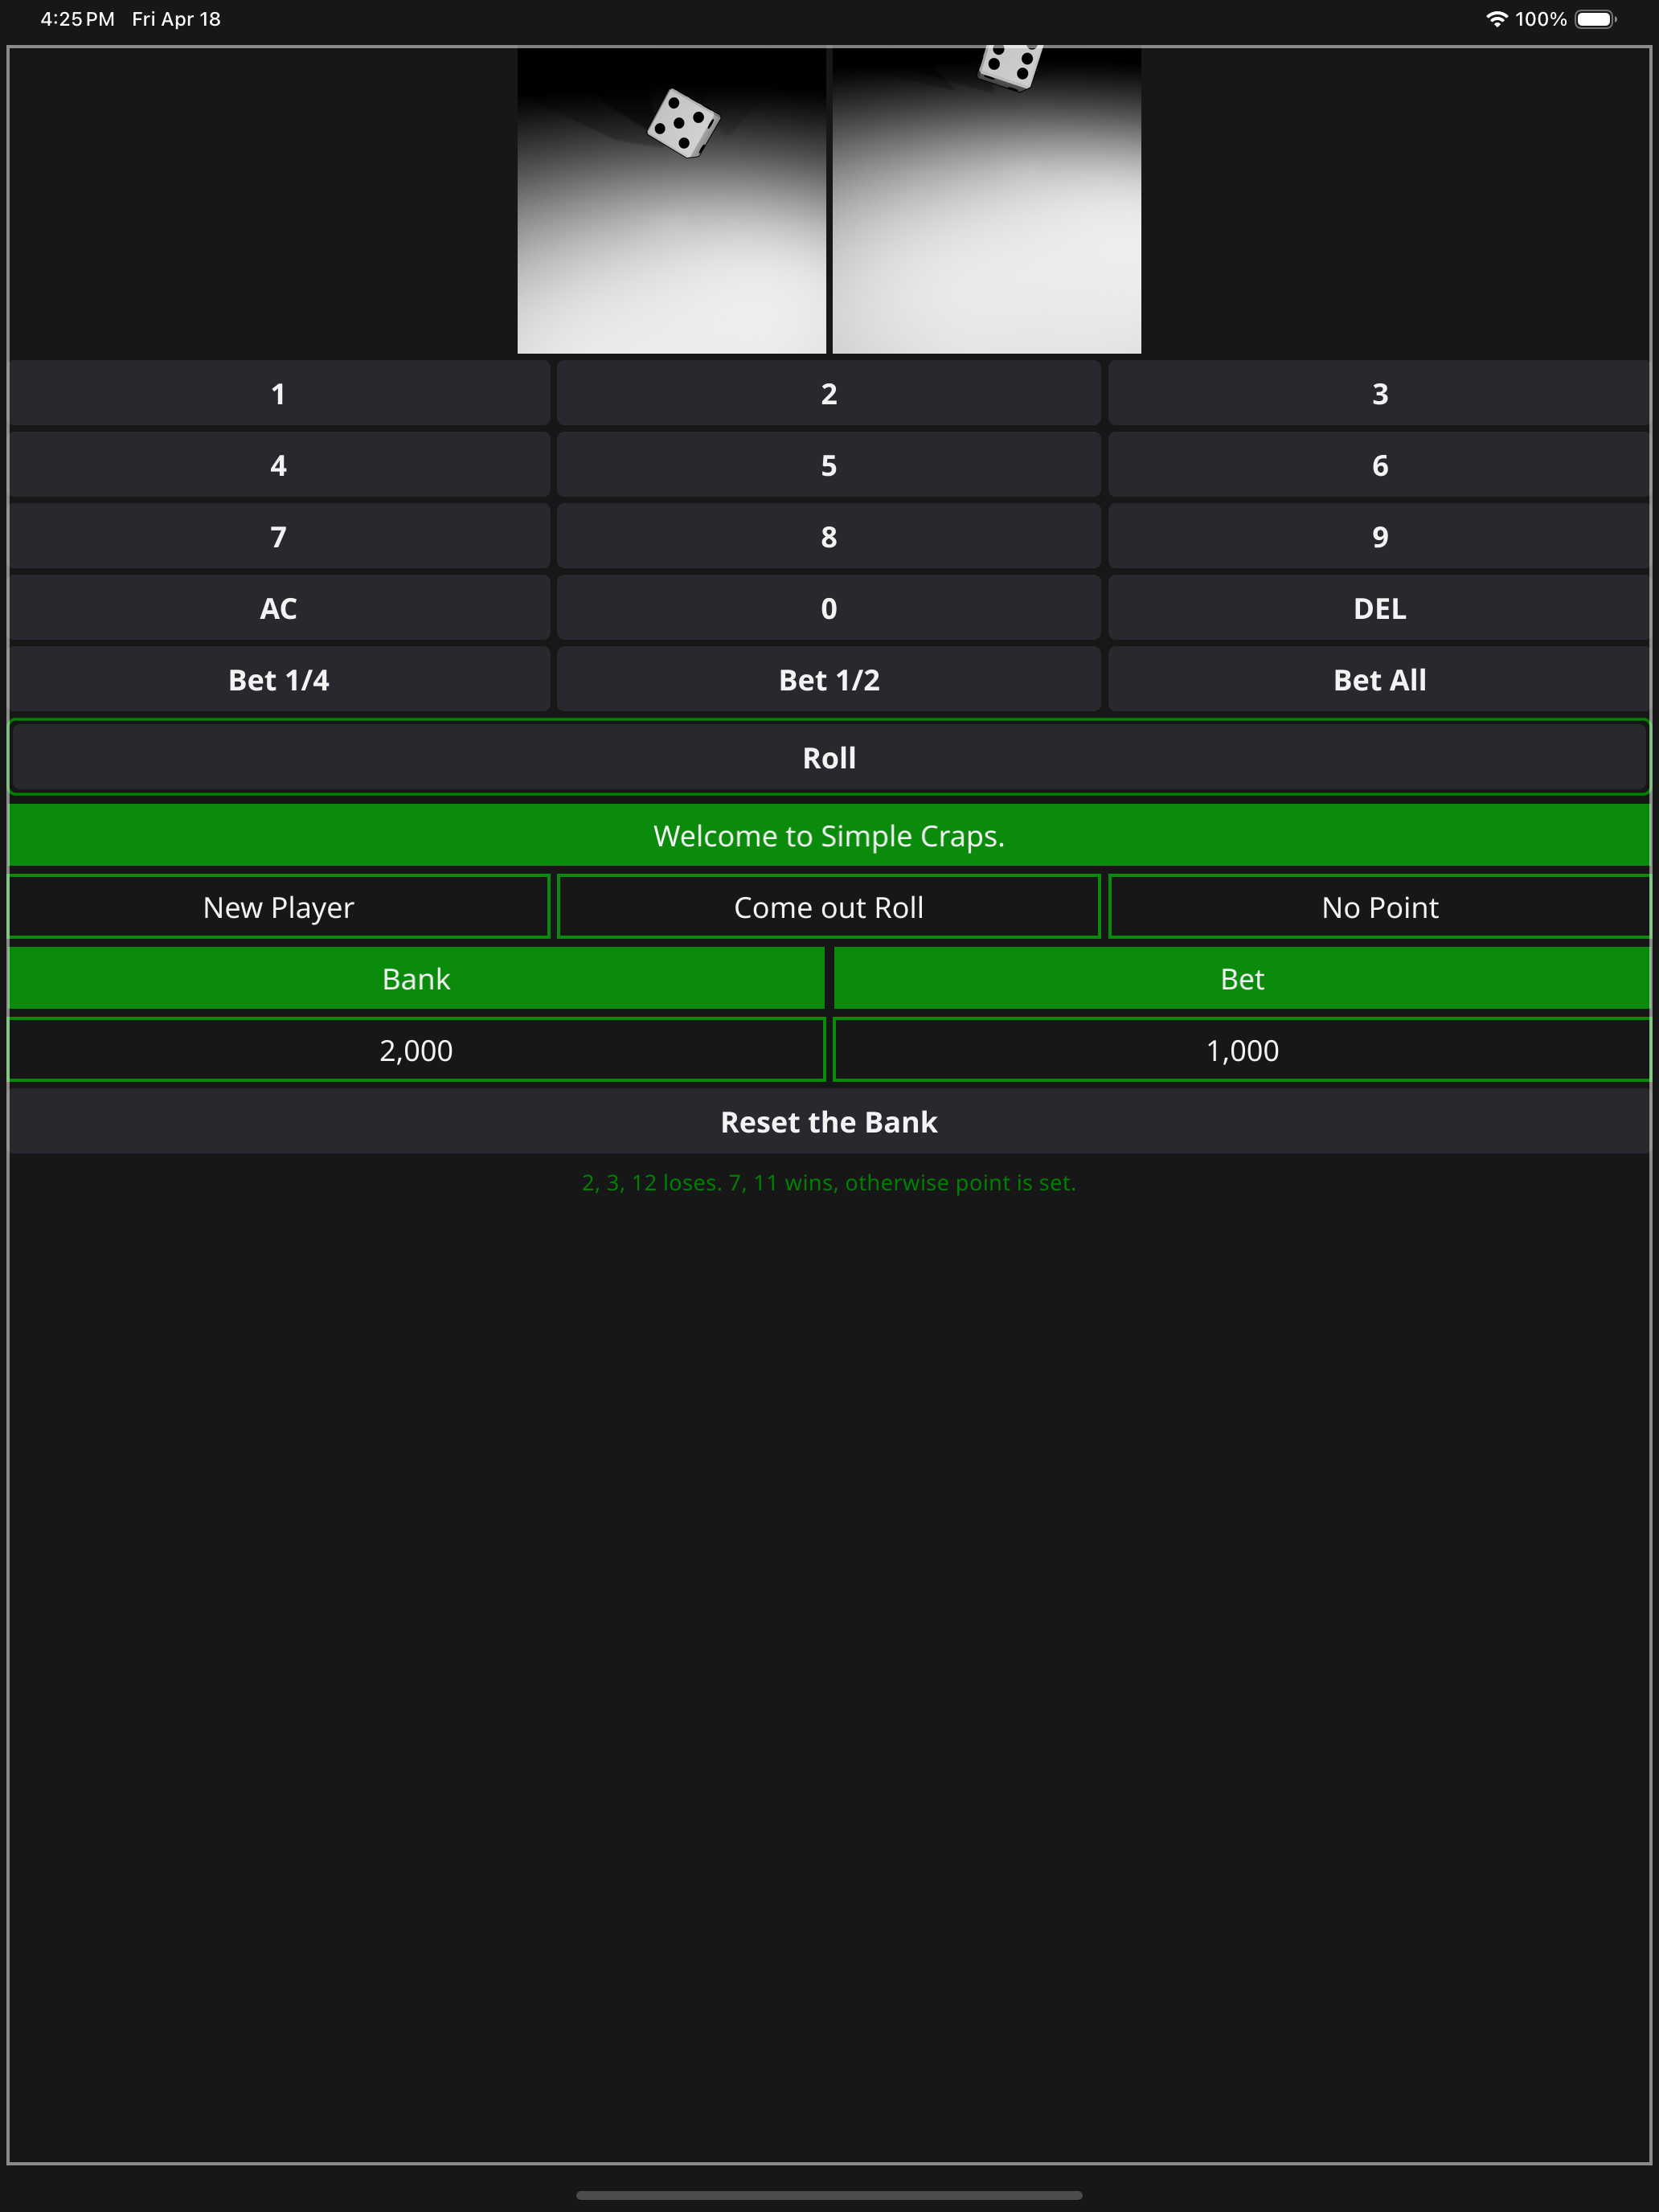 4:25 PM Fri Apr 18 100%
1 2 3
4 5 6
7 8 9
AC 0 DEL
Bet 1/4 Bet 1/2 Bet All
Roll
Welcome to Simple Craps.
New Player Come out Roll No Point
Bank Bet
2,000 1,000
Reset the Bank
2, 3, 12 loses. 7, 11 wins, otherwise point is set.